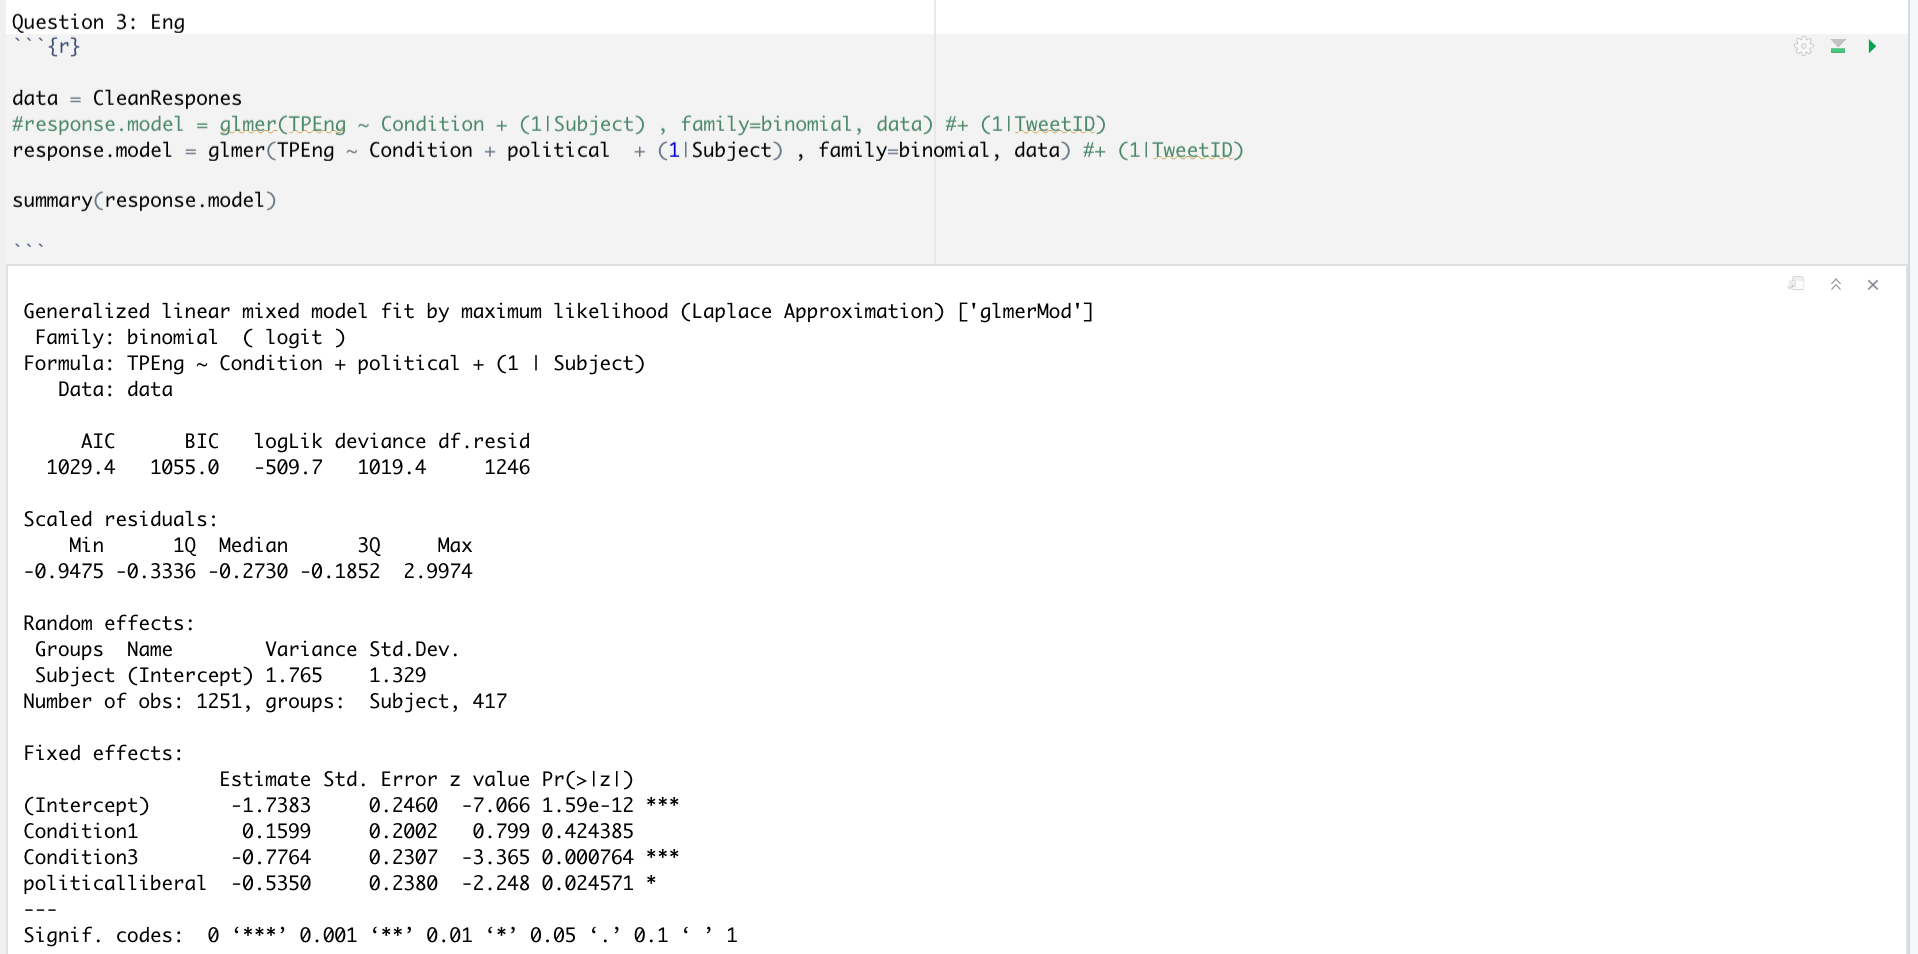 Question 3: Eng
```{r}
data = CleanRespones
#response.model = glmer(TPEng ~ Condition + (1|Subject) , family=binomial, data) #+ (1|TweetID)
response.model = glmer(TPEng ~ Condition + political  + (1|Subject) , family=binomial, data) #+ (1|TweetID)
summary(response.model)
```
Generalized linear mixed model fit by maximum likelihood (Laplace Approximation) ['glmerMod']
 Family: binomial  ( logit )
Formula: TPEng ~ Condition + political + (1 | Subject)
   Data: data
     AIC      BIC   logLik deviance df.resid
  1029.4   1055.0   -509.7   1019.4     1246
Scaled residuals:
    Min      1Q  Median      3Q     Max
-0.9475 -0.3336 -0.2730 -0.1852  2.9974
Random effects:
 Groups  Name        Variance Std.Dev.
 Subject (Intercept) 1.765    1.329
Number of obs: 1251, groups:  Subject, 417
Fixed effects:
                 Estimate Std. Error z value Pr(>|z|)
(Intercept)       -1.7383     0.2460  -7.066 1.59e-12 ***
Condition1         0.1599     0.2002   0.799 0.424385
Condition3        -0.7764     0.2307  -3.365 0.000764 ***
politicalliberal  -0.5350     0.2380  -2.248 0.024571 *
---
Signif. codes:  0 ‘***’ 0.001 ‘**’ 0.01 ‘*’ 0.05 ‘.’ 0.1 ‘ ’ 1